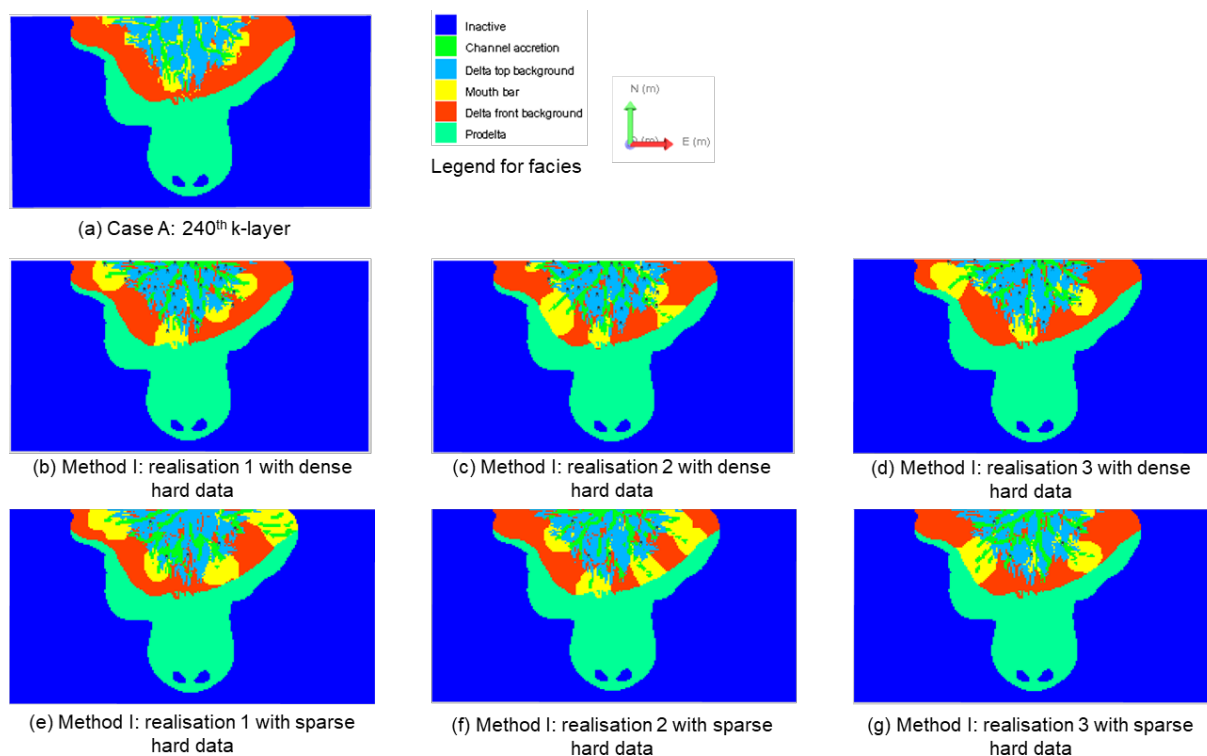 Inactive
Channel accretion
Delta top background
Mouth bar
Delta front background
Prodelta
Legend for facies
N (m)
E (m)
(a) Case A: 240th k-layer
(b) Method I: realisation 1 with dense
hard data
(c) Method I: realisation 2 with dense
hard data
(d) Method I: realisation 3 with dense
hard data
(e) Method I: realisation 1 with sparse
hard data
(f) Method I: realisation 2 with sparse
hard data
(g) Method I: realisation 3 with sparse
hard data